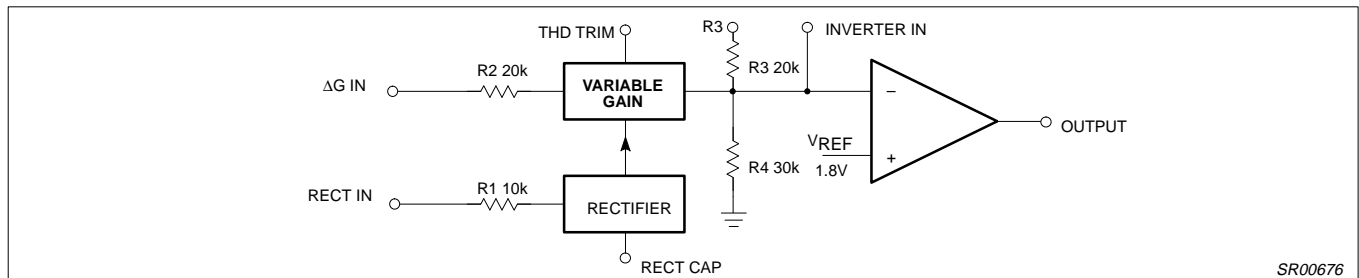 THD TRIM
R3
INVERTER IN
R2 20k
R3 20k
ΔG IN
VARIABLE
GAIN
−
OUTPUT
VREF
+
1.8V
R4 30k
RECT IN
R1 10k
RECTIFIER
RECT CAP
SR00676